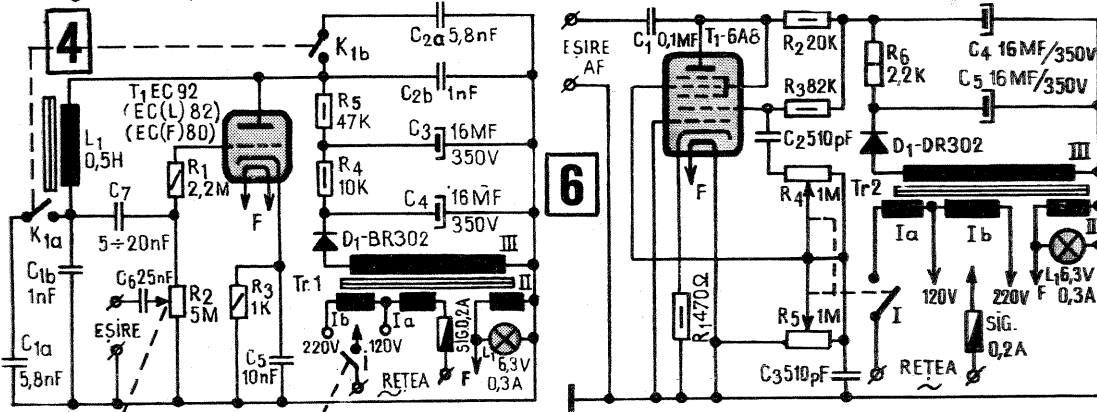 4
C2a 5,8nF
K1b
C2b 1nF
T1 EC 92
(EC(L) 82)
(EC(F) 80)
R5
47K
C3 16MF
350V
L1
0,5H
R1
2,2M
R4
10K
C4 16MF
350V
F
C7
5÷20nF
K1a
D1-BR302
III
C1b
1nF
C6 25nF
R2
5M
R3
1K
Tr.1
II
Ib
Ia
220V
120V
SIG. 0,2A
L1 6,3V
0,3A
F
EȘIRE
C1a
5,8nF
C5
10nF
REȚEA
6
EȘIRE
AF
C1 0,1MF
T1-6A8
R2 20K
R6
2,2K
C4 16MF/350V
C5 16MF/350V
R3 82K
C2 510pF
D1-DR302
III
F
R4 1M
Tr2
Ia
Ib
II
R1 470Ω
R5 1M
I
120V
220V
F
L1 6,3V
0,3A
SIG.
0,2A
C3 510pF
REȚEA